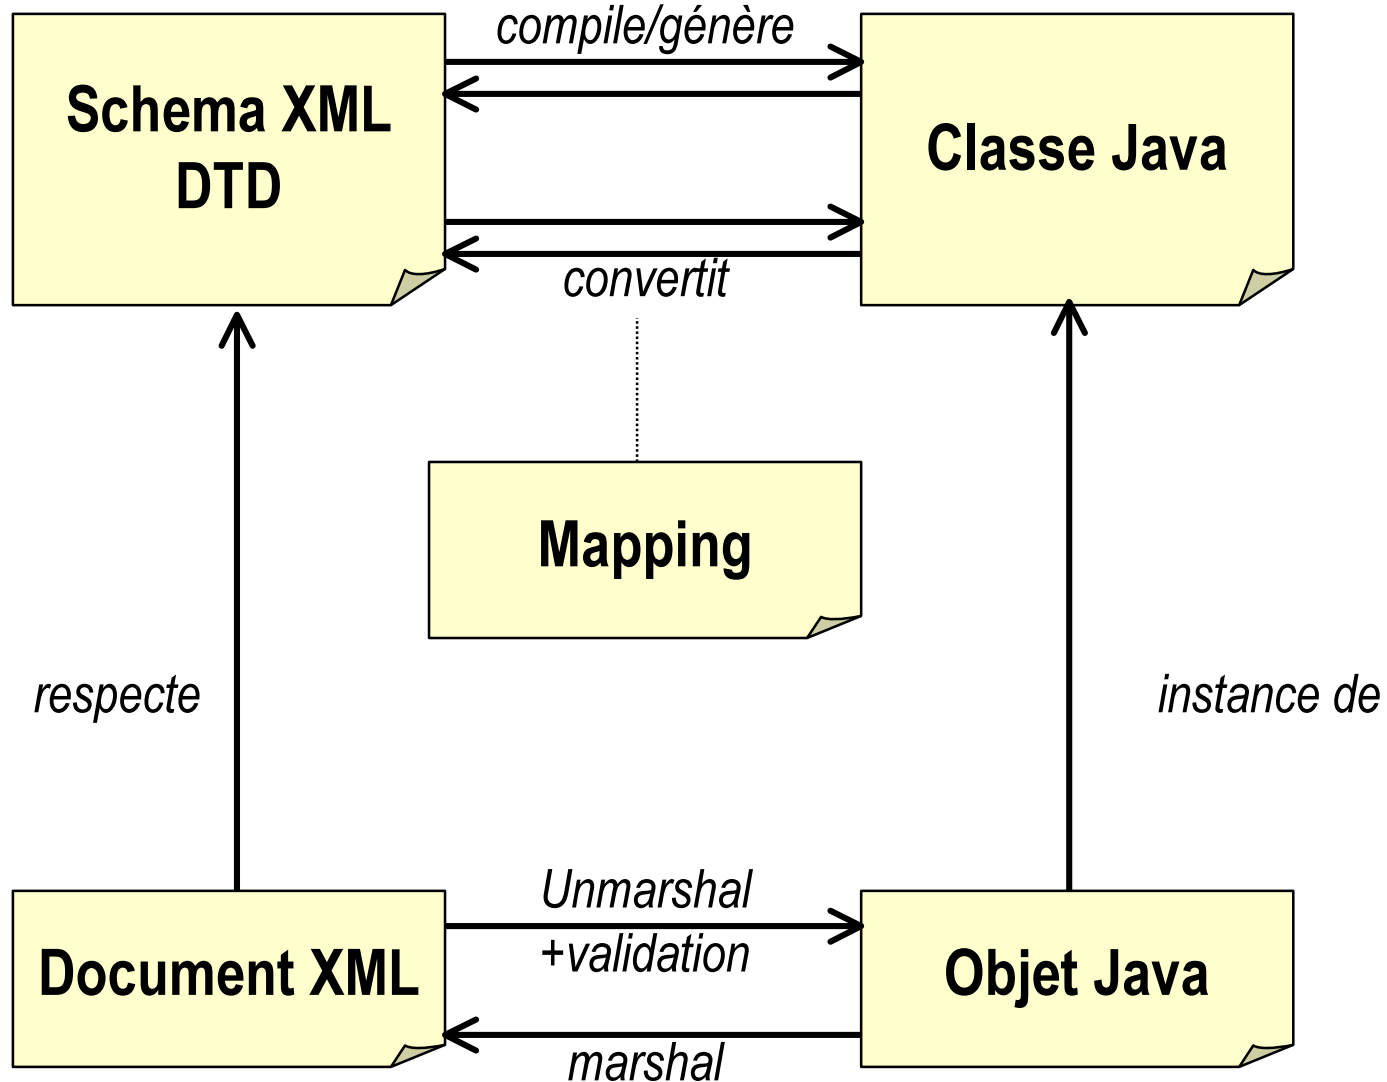 compile/génère
Schema XML
DTD
Classe Java
convertit
Mapping
respecte
instance de
Unmarshal
+validation
Document XML
Objet Java
marshal